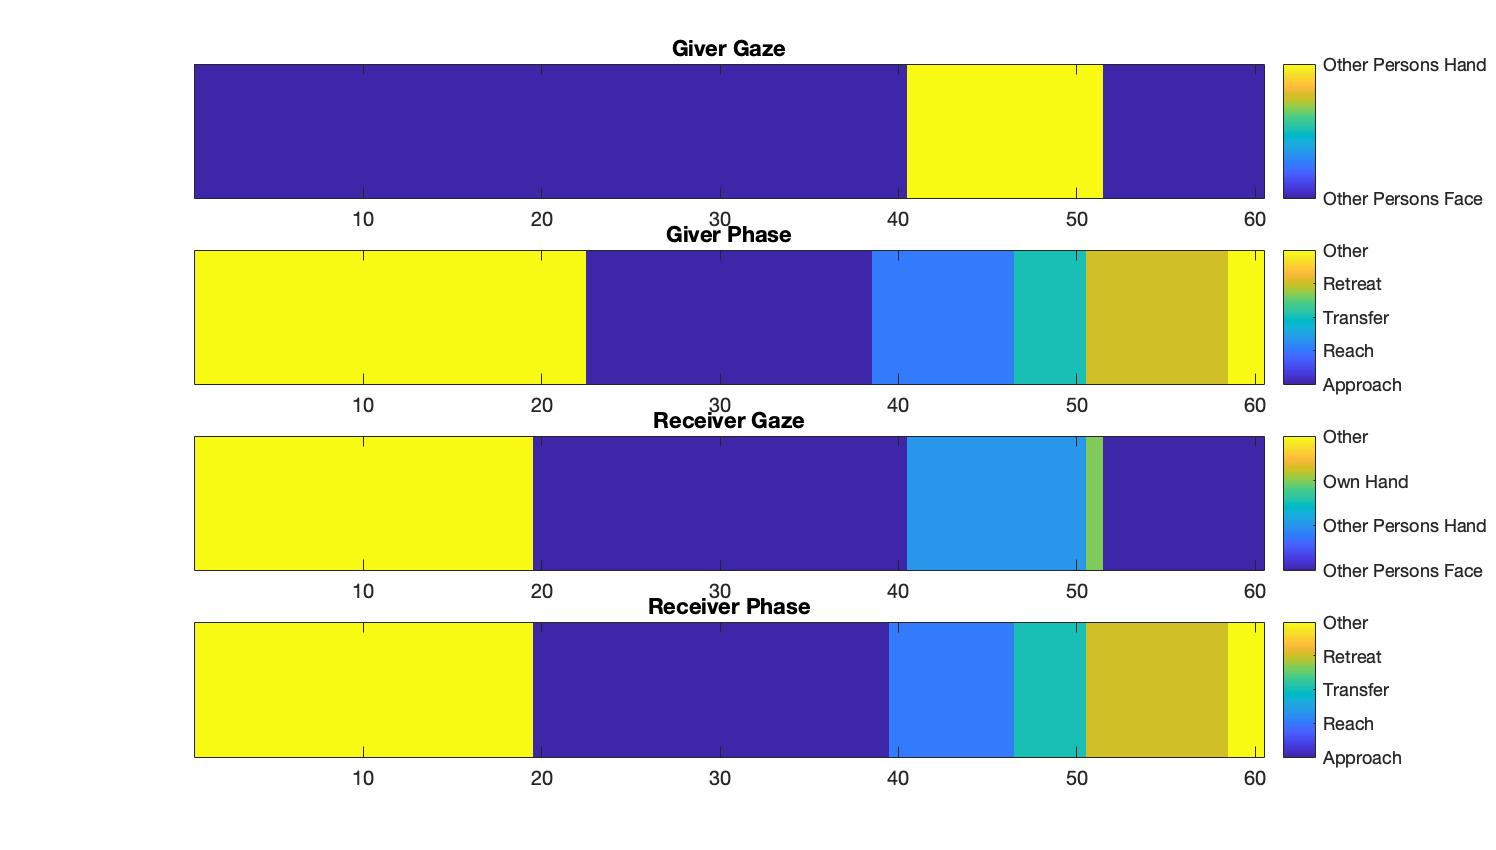 Giver Gaze
Other Persons Hand
Other Persons Face
10 20 30 40 50 60
Giver Phase
Other
Retreat
Transfer
Reach
Approach
10 20 30 40 50 60
Receiver Gaze
Other
Own Hand
Other Persons Hand
Other Persons Face
10 20 30 40 50 60
Receiver Phase
Other
Retreat
Transfer
Reach
Approach
10 20 30 40 50 60